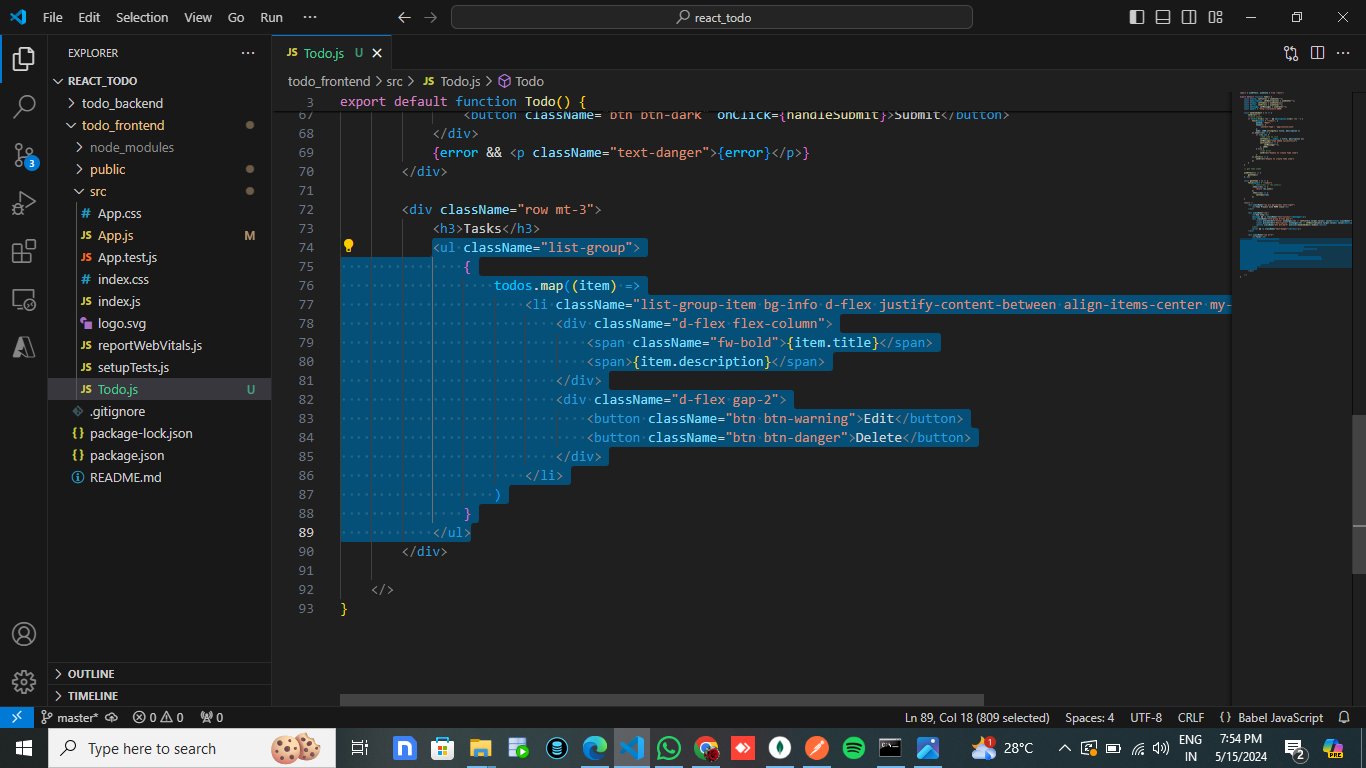 File Edit Selection View Go Run ··· react_todo
EXPLORER ···
REACT_TODO
todo_backend
todo_frontend
node_modules
public
src
# App.css
JS App.js M
JS App.test.js
# index.css
JS index.js
logo.svg
JS reportWebVitals.js
JS setupTests.js
JS Todo.js U
.gitignore
{} package-lock.json
{} package.json
README.md
OUTLINE
TIMELINE
3
JS Todo.js U
todo_frontend > src > JS Todo.js > Todo
3 export default function Todo() {
67 <button className="btn btn-dark" onClick={handleSubmit}>Submit</button>
68 </div>
69 {error && <p className="text-danger">{error}</p>}
70 </div>
71
72 <div className="row mt-3">
73 <h3>Tasks</h3>
74 <ul className="list-group">
75 {
76 todos.map((item) =>
77 <li className="list-group-item bg-info d-flex justify-content-between align-items-center my-
78 <div className="d-flex flex-column">
79 <span className="fw-bold">{item.title}</span>
80 <span>{item.description}</span>
81 </div>
82 <div className="d-flex gap-2">
83 <button className="btn btn-warning">Edit</button>
84 <button className="btn btn-danger">Delete</button>
85 </div>
86 </li>
87 )
88 }
89 </ul>
90 </div>
91
92 </>
93 }
master* 0 0 0 Ln 89, Col 18 (809 selected) Spaces: 4 UTF-8 CRLF {} Babel JavaScript
Type here to search 1 28°C ENG IN 7:54 PM 5/15/2024 2 PRE